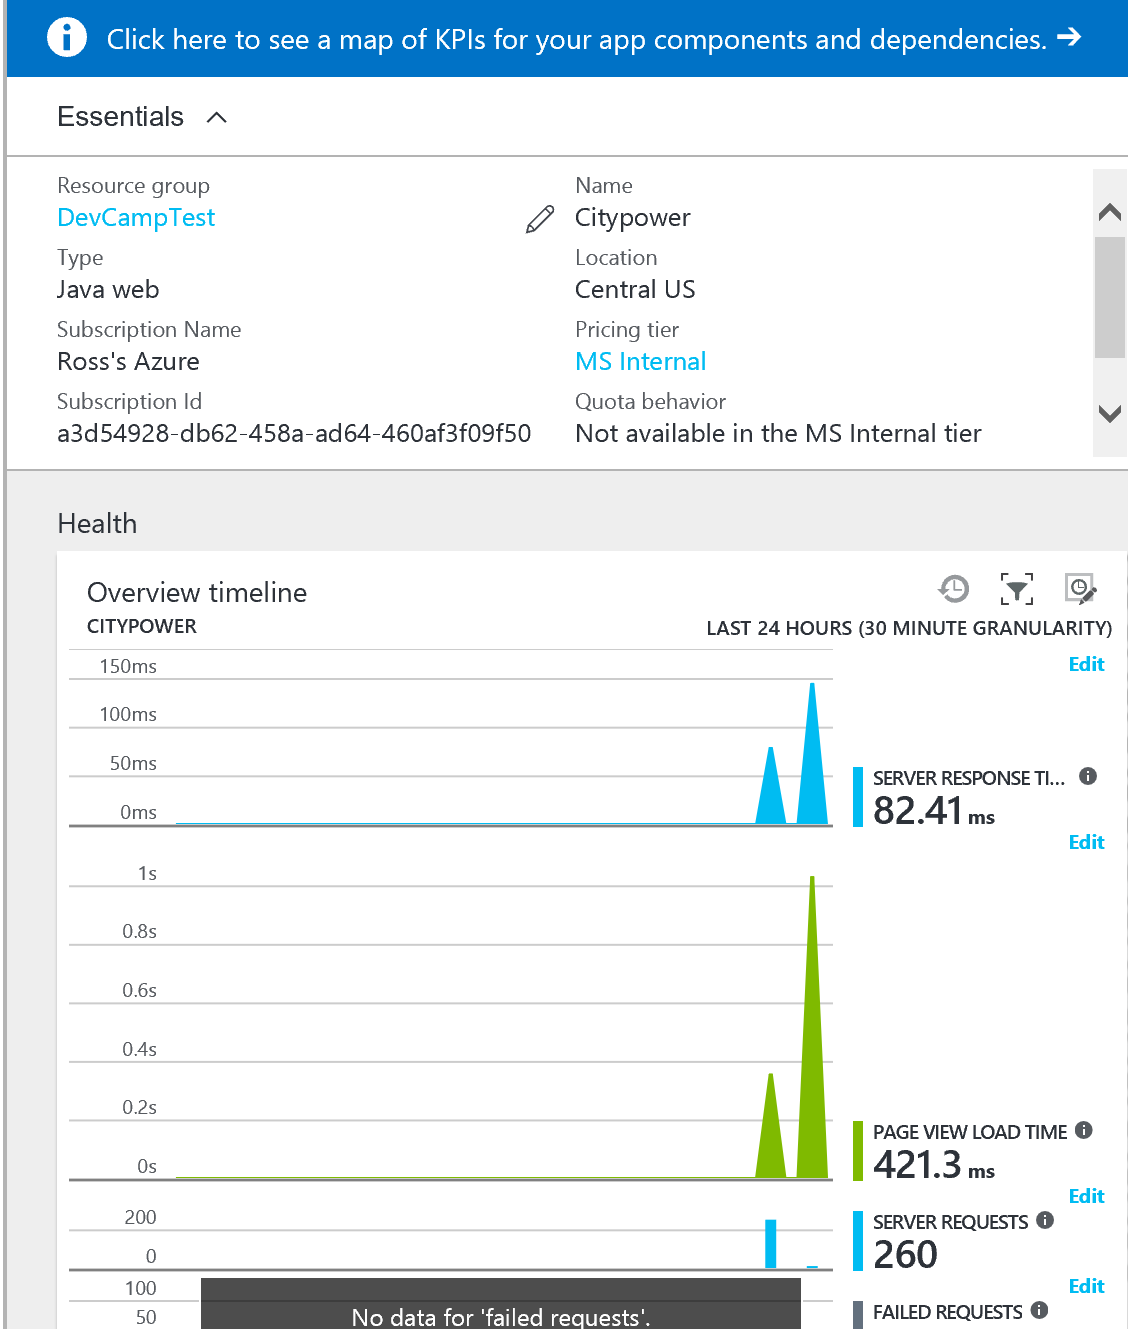 Click here to see a map of KPIs for your app components and dependencies. →
Essentials
Resource group
DevCampTest
Name
Citypower
Type
Java web
Location
Central US
Subscription Name
Ross's Azure
Pricing tier
MS Internal
Subscription Id
a3d54928-db62-458a-ad64-460af3f09f50
Quota behavior
Not available in the MS Internal tier
Health
Overview timeline
CITYPOWER
LAST 24 HOURS (30 MINUTE GRANULARITY)
Edit
150ms
100ms
50ms
0ms
SERVER RESPONSE TI...
82.41 ms
Edit
1s
0.8s
0.6s
0.4s
0.2s
0s
PAGE VIEW LOAD TIME
421.3 ms
Edit
200
0
SERVER REQUESTS
260
Edit
100
50
No data for 'failed requests'.
FAILED REQUESTS